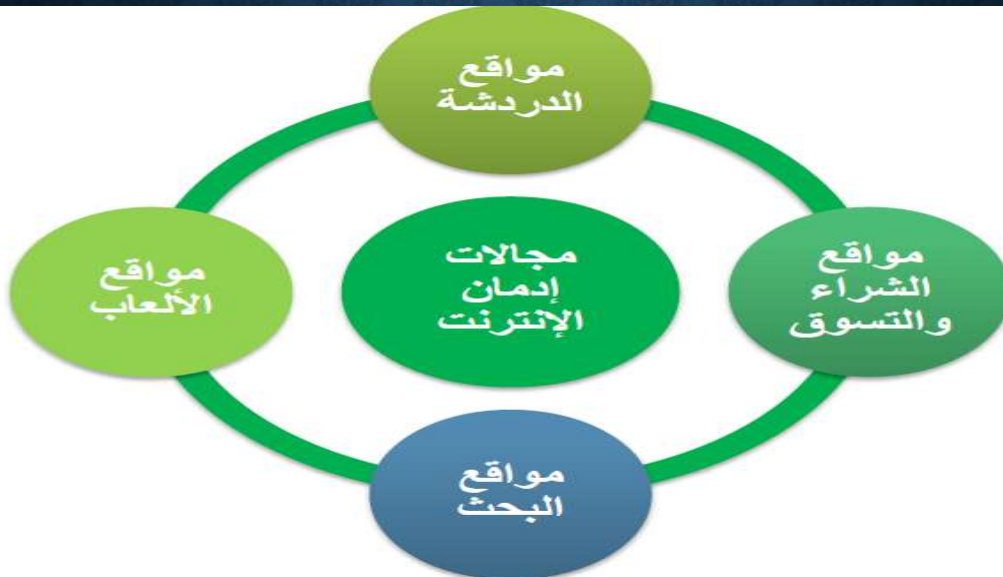 مواقع
الدردشة
مواقع
الشراء
والتسوق
مجالات
إدمان
الإنترنت
مواقع
الألعاب
مواقع
البحث